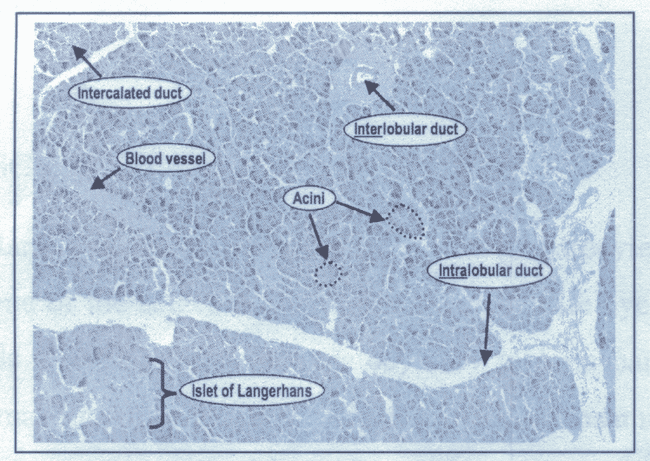 Intercalated duct
Interlobular duct
Blood vessel
Acini
Intralobular duct
Islet of Langerhans